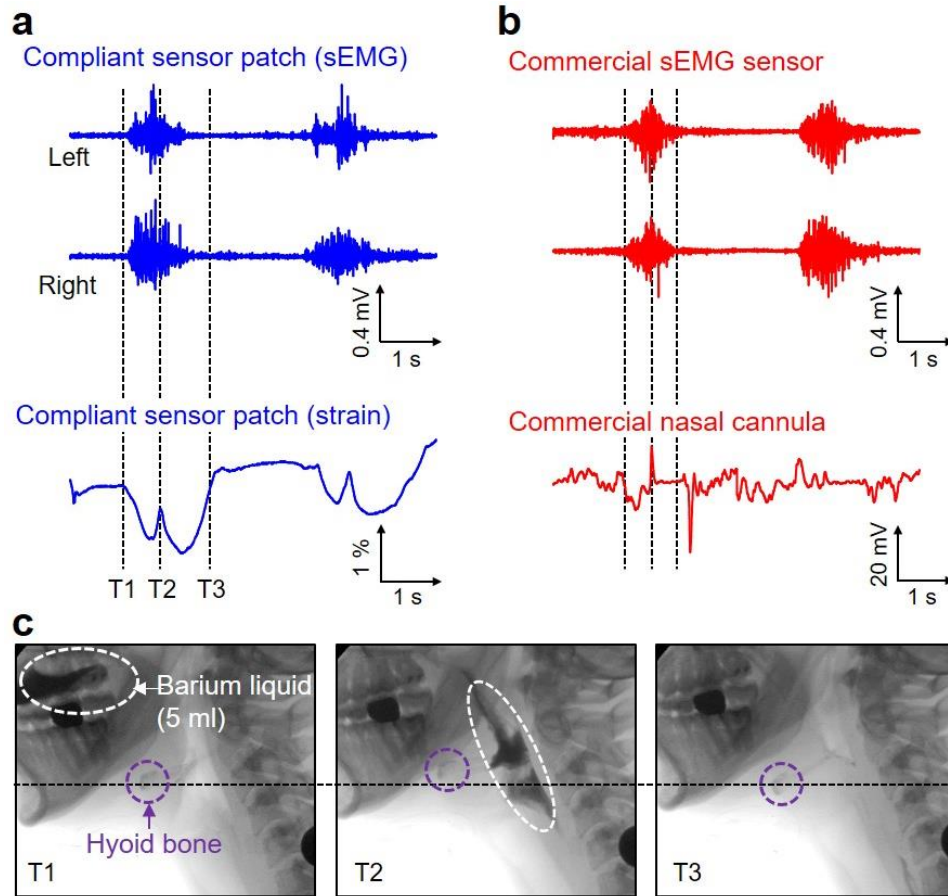 a
Compliant sensor patch (sEMG)
Left
Right
0.4 mV
1 s
Compliant sensor patch (strain)
T1
T2
T3
1 %
1 s
b
Commercial sEMG sensor
0.4 mV
1 s
Commercial nasal cannula
20 mV
1 s
c
Barium liquid
(5 ml)
Hyoid bone
T1
T2
T3